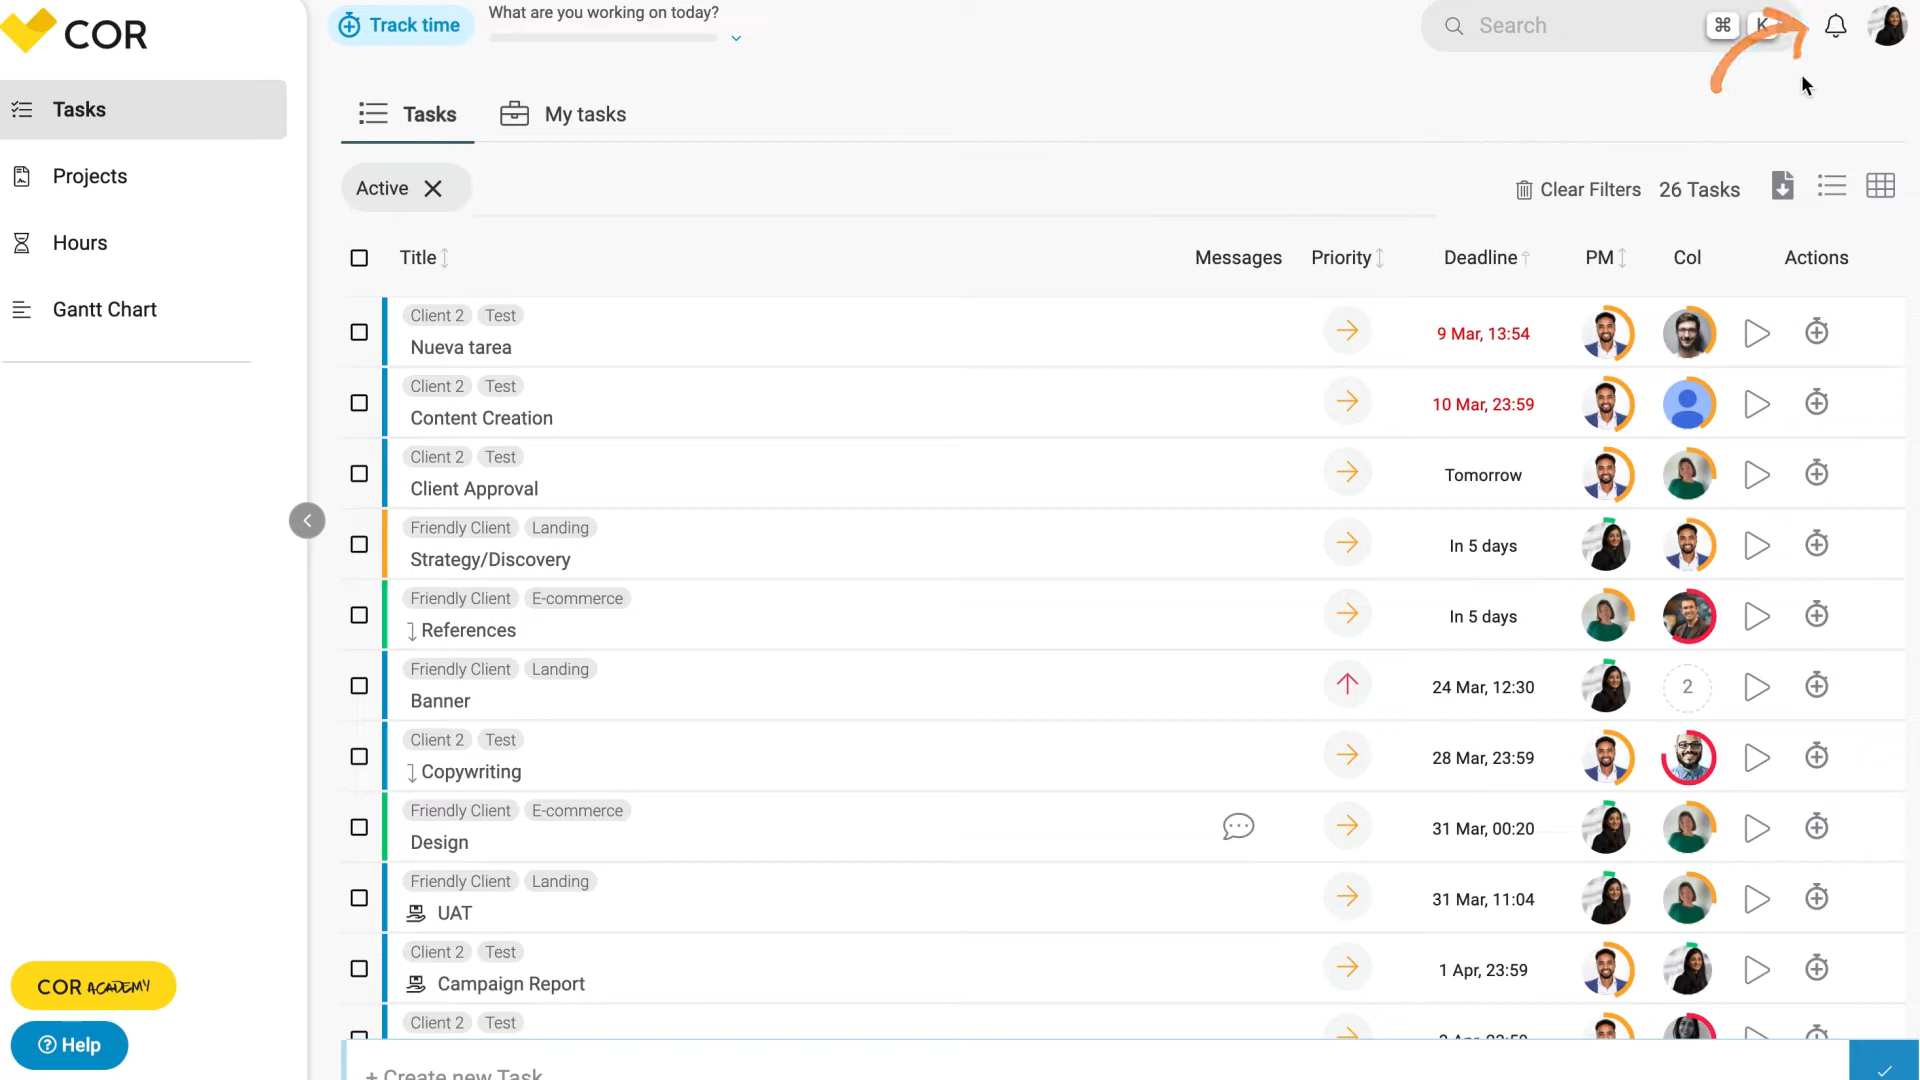 COR
Track time
What are you working on today?
Search
⌘ K
Tasks
Projects
Hours
Gantt Chart
Tasks
My tasks
Active
Clear Filters
26 Tasks
Title
Messages
Priority
Deadline
PM
Col
Actions
Client 2 Test
Nueva tarea
9 Mar, 13:54
Client 2 Test
Content Creation
10 Mar, 23:59
Client 2 Test
Client Approval
Tomorrow
Friendly Client Landing
Strategy/Discovery
In 5 days
Friendly Client E-commerce
References
In 5 days
Friendly Client Landing
Banner
24 Mar, 12:30
2
Client 2 Test
Copywriting
28 Mar, 23:59
Friendly Client E-commerce
Design
31 Mar, 00:20
Friendly Client Landing
UAT
31 Mar, 11:04
Client 2 Test
Campaign Report
1 Apr, 23:59
Client 2 Test
+ Create new Task
COR ACADEMY
Help